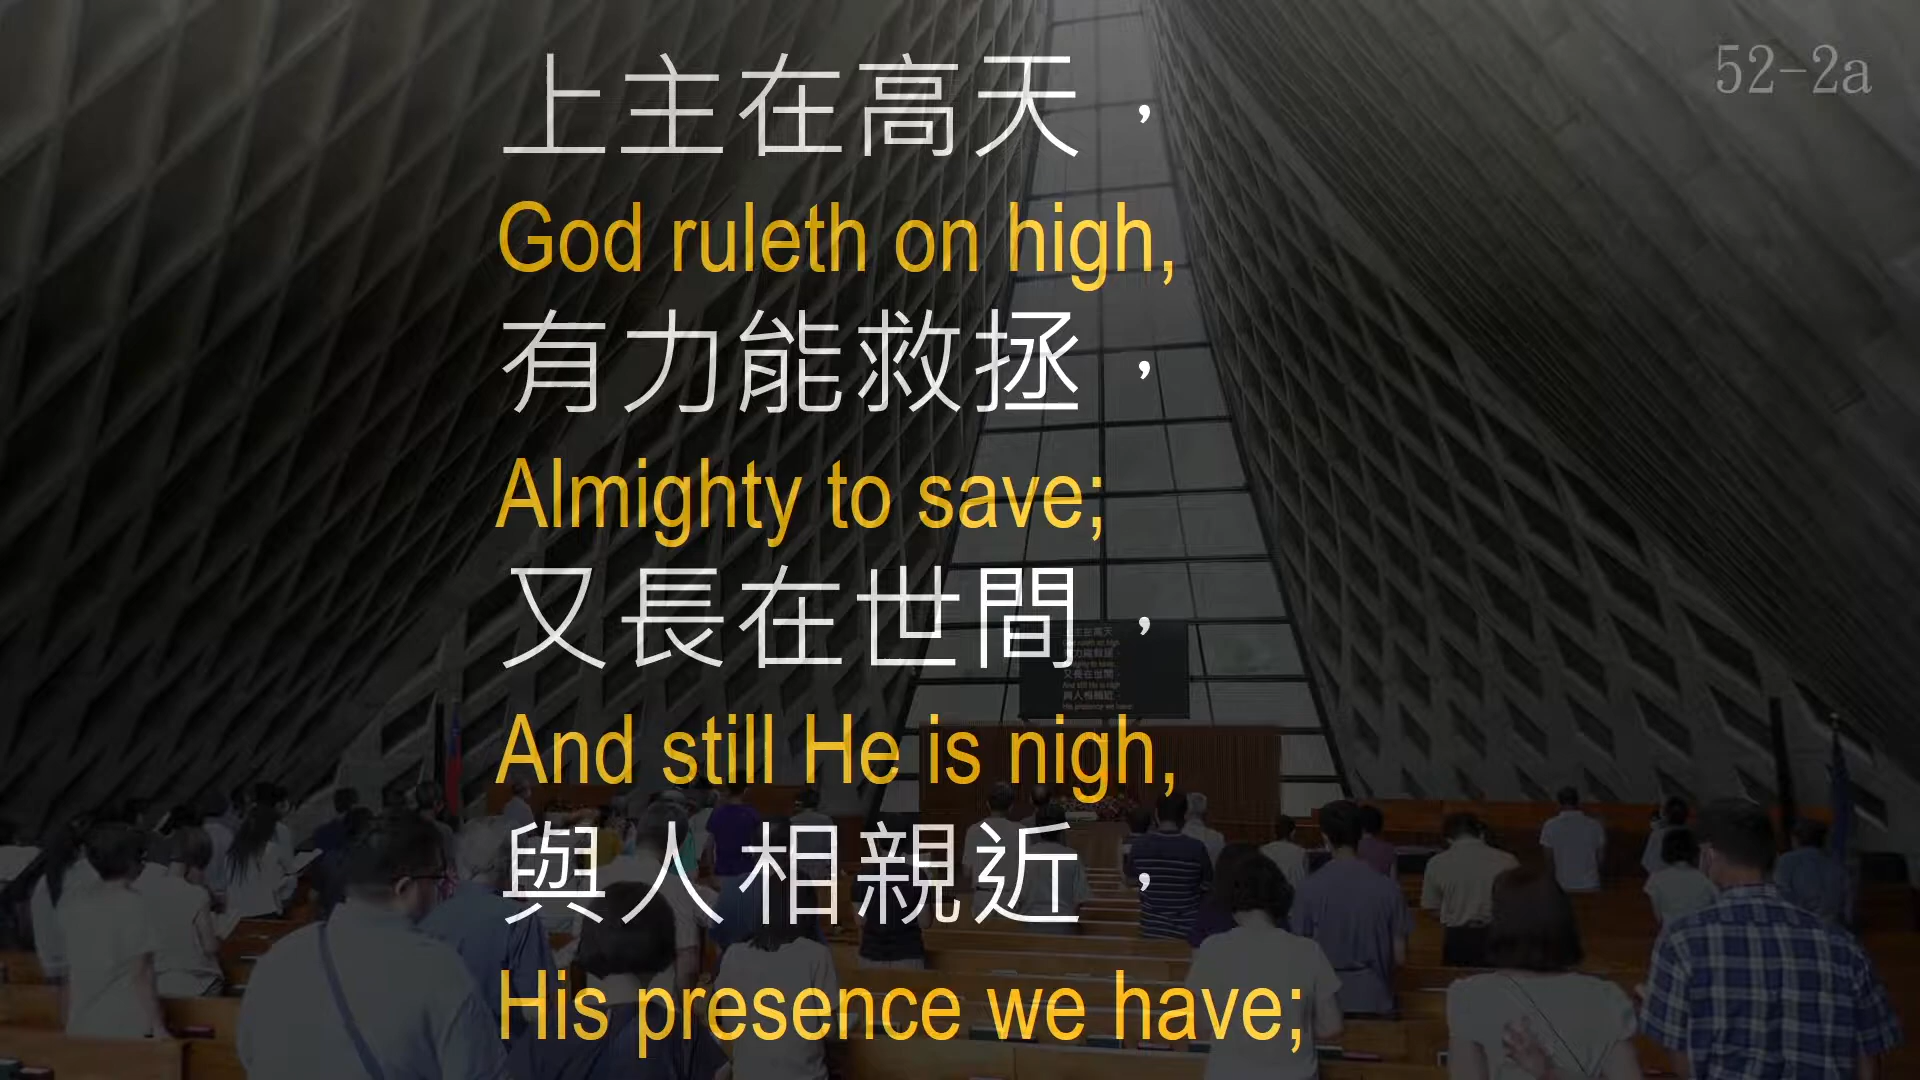 52-2a
上主在高天，
God ruleth on high,
有力能救拯，
Almighty to save;
又長在世間，
And still He is nigh,
與人相親近，
His presence we have;